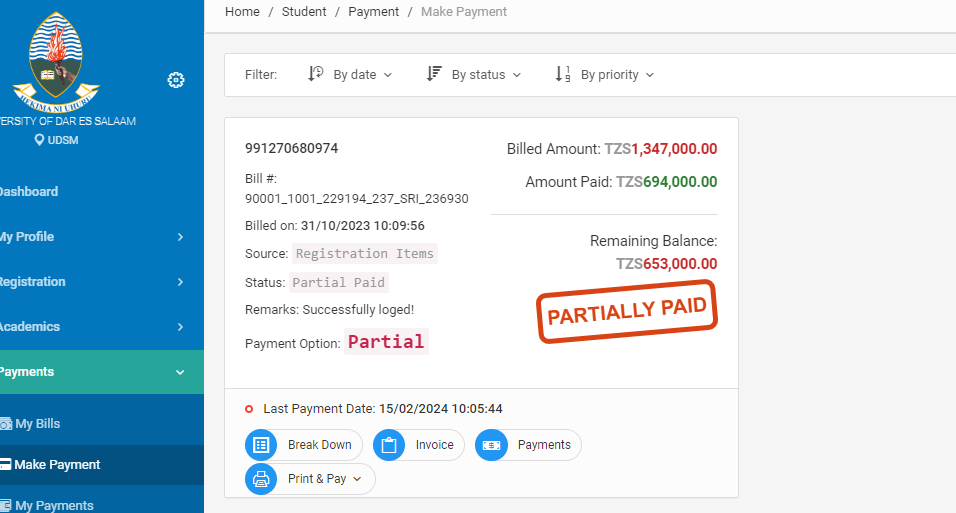 Home / Student / Payment / Make Payment
HEKIMA NI UHURU
VERSITY OF DAR ES SALAAM
UDSM
Dashboard
My Profile
Registration
Academics
Payments
My Bills
Make Payment
My Payments
Filter: By date By status By priority
991270680974
Bill #:
90001_1001_229194_237_SRI_236930
Billed on: 31/10/2023 10:09:56
Source: Registration Items
Status: Partial Paid
Remarks: Successfully loged!
Payment Option: Partial
Billed Amount: TZS1,347,000.00
Amount Paid: TZS694,000.00
Remaining Balance:
TZS653,000.00
PARTIALLY PAID
Last Payment Date: 15/02/2024 10:05:44
Break Down Invoice Payments
Print & Pay